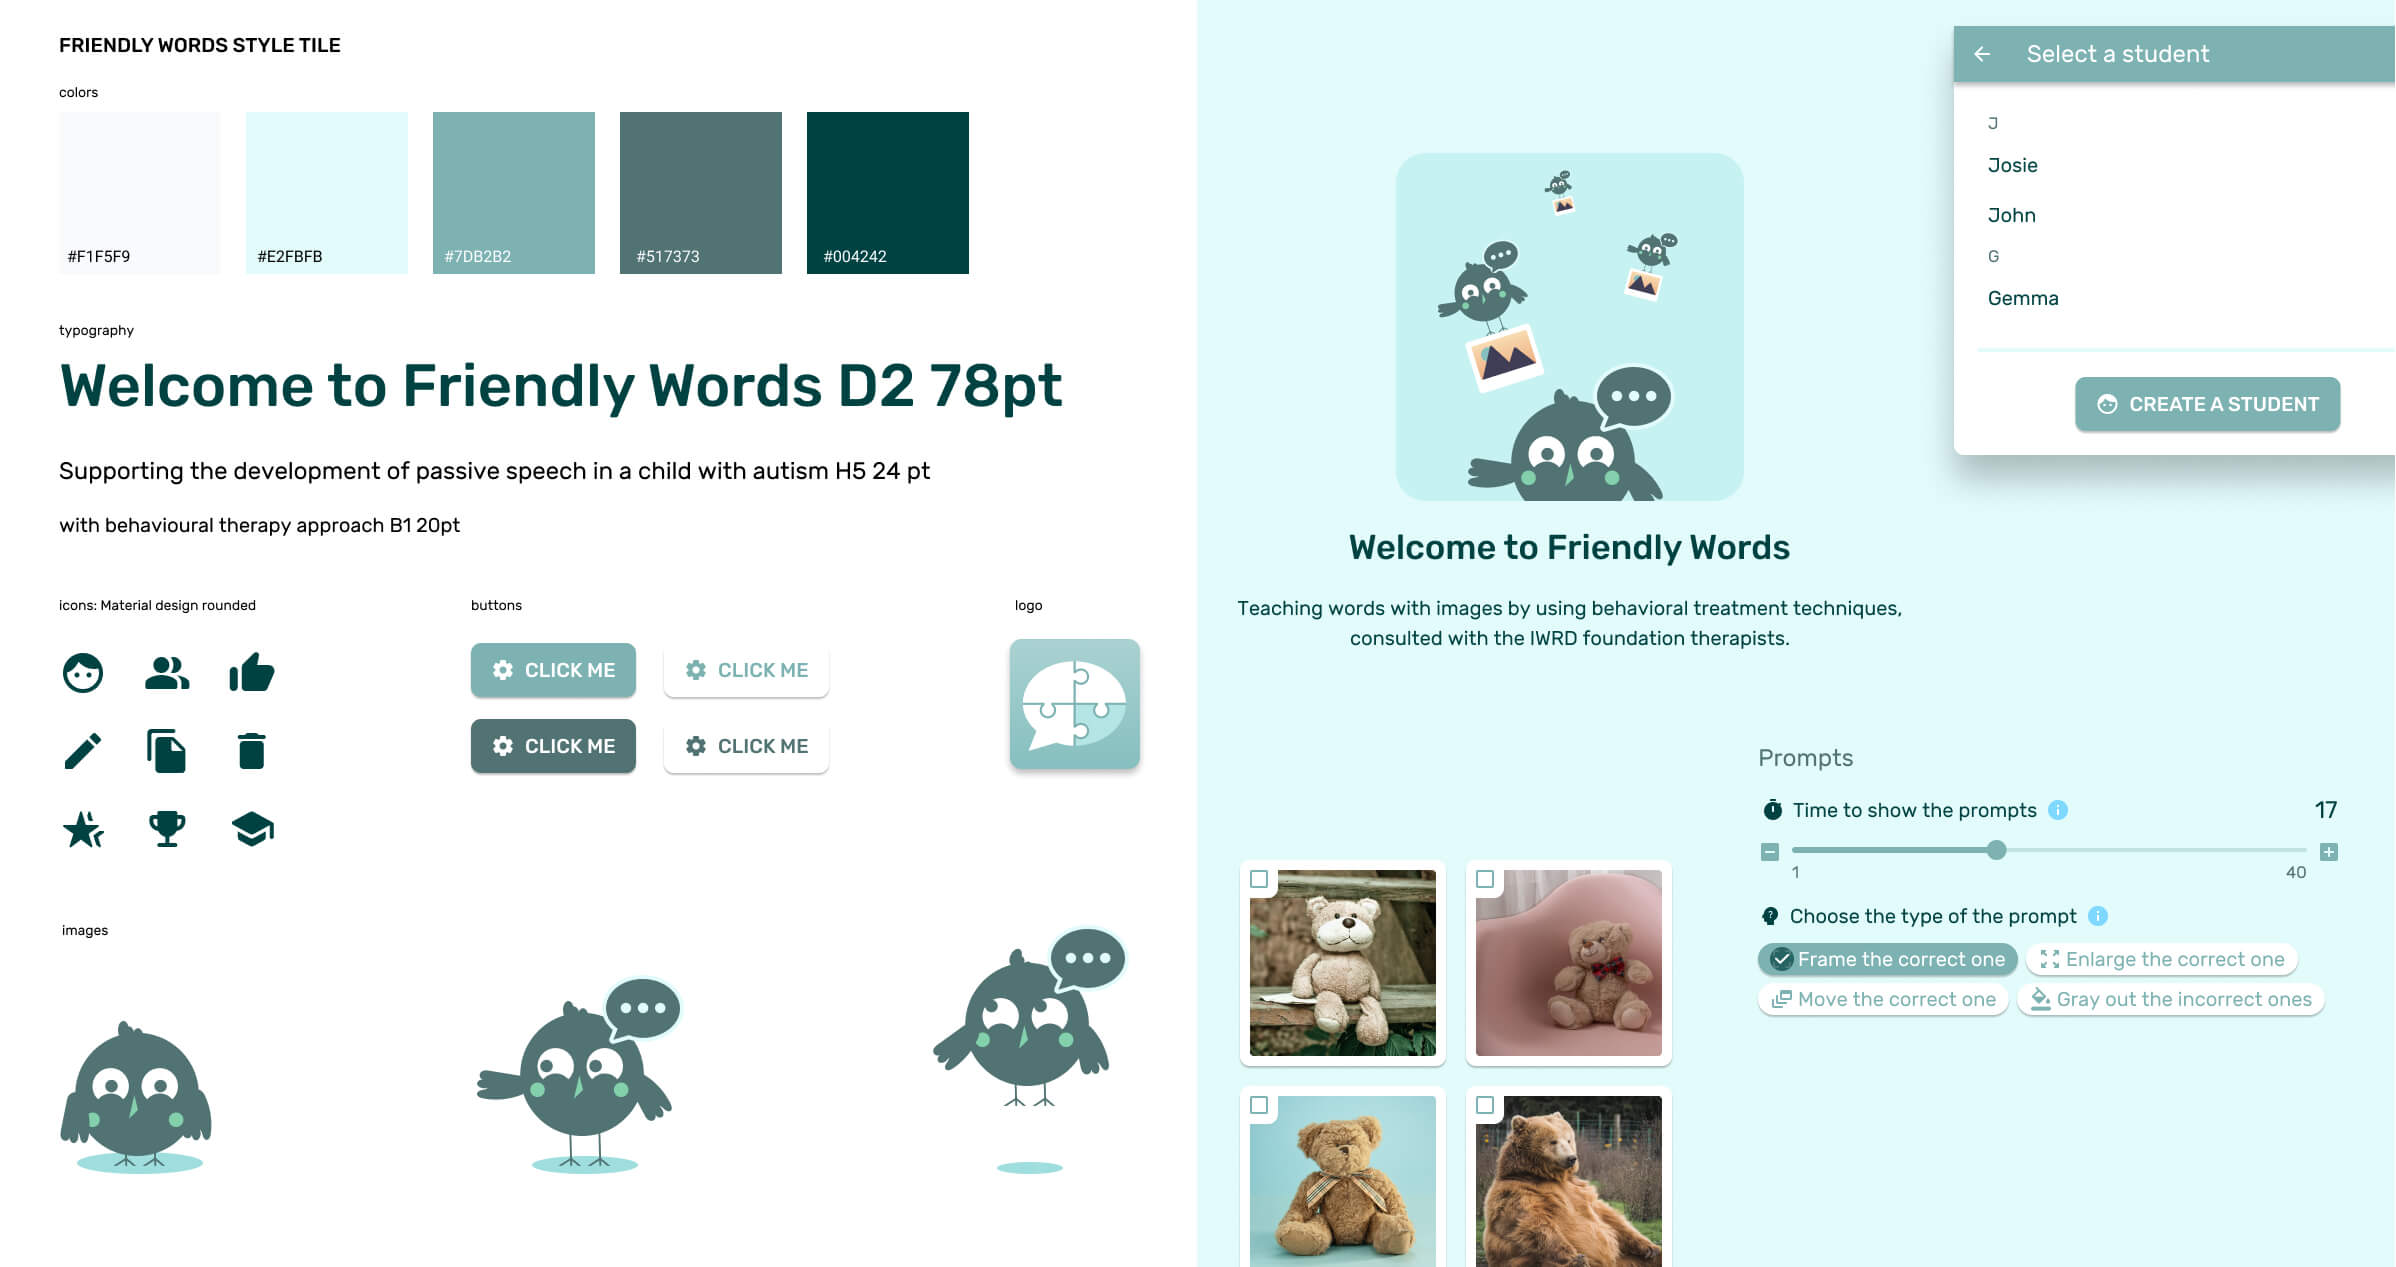 FRIENDLY WORDS STYLE TILE
colors
#F1F5F9
#E2FBFB
#7DB2B2
#517373
#004242
typography
Welcome to Friendly Words D2 78pt
Supporting the development of passive speech in a child with autism H5 24 pt
with behavioural therapy approach B1 20pt
icons: Material design rounded
buttons
logo
CLICK ME
CLICK ME
CLICK ME
CLICK ME
images
Select a student
J
Josie
John
G
Gemma
CREATE A STUDENT
Welcome to Friendly Words
Teaching words with images by using behavioral treatment techniques,
consulted with the IWRD foundation therapists.
Prompts
Time to show the prompts
17
1
40
Choose the type of the prompt
Frame the correct one
Enlarge the correct one
Move the correct one
Gray out the incorrect ones